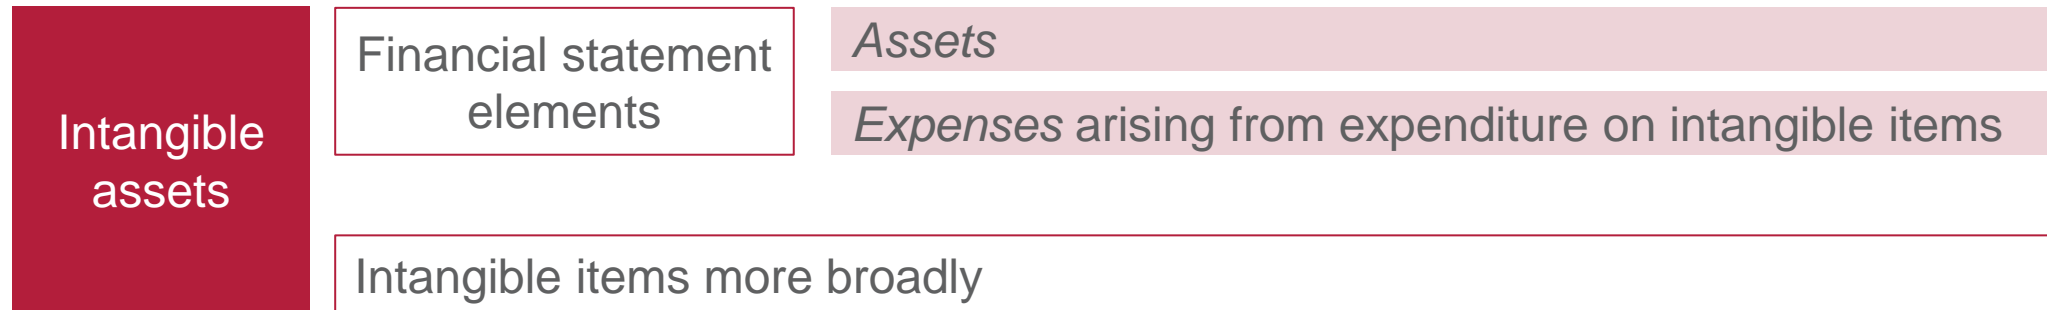 Intangible
assets
Financial statement
elements
Assets
Expenses arising from expenditure on intangible items
Intangible items more broadly